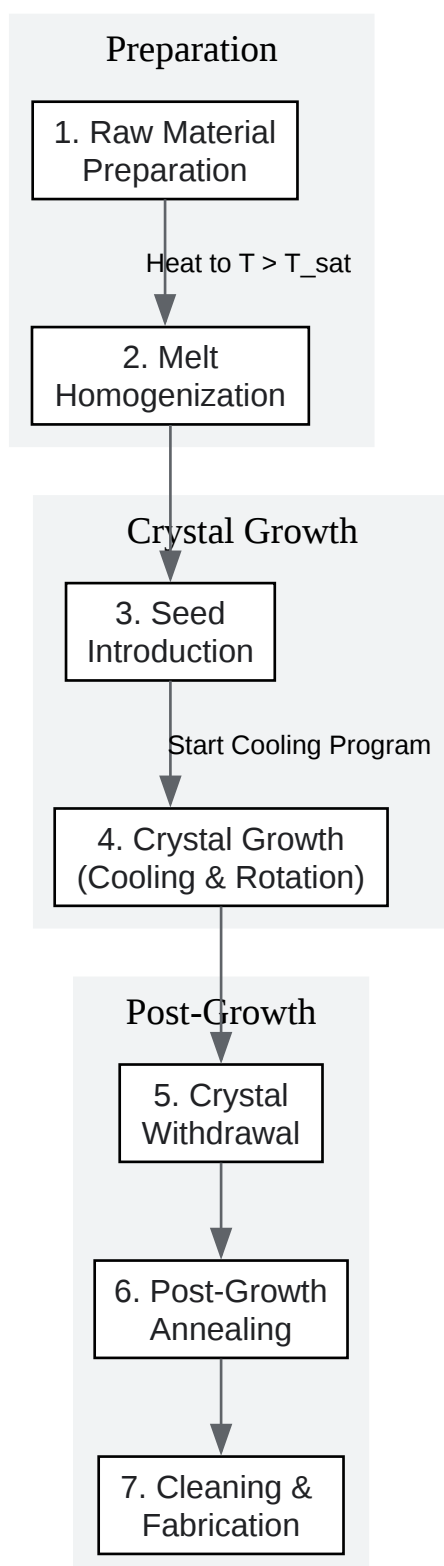 Preparation
1. Raw Material
Preparation
Heat to T > T_sat
2. Melt
Homogenization
Crystal Growth
3. Seed
Introduction
Start Cooling Program
4. Crystal Growth
(Cooling & Rotation)
Post-Growth
5. Crystal
Withdrawal
6. Post-Growth
Annealing
7. Cleaning &
Fabrication